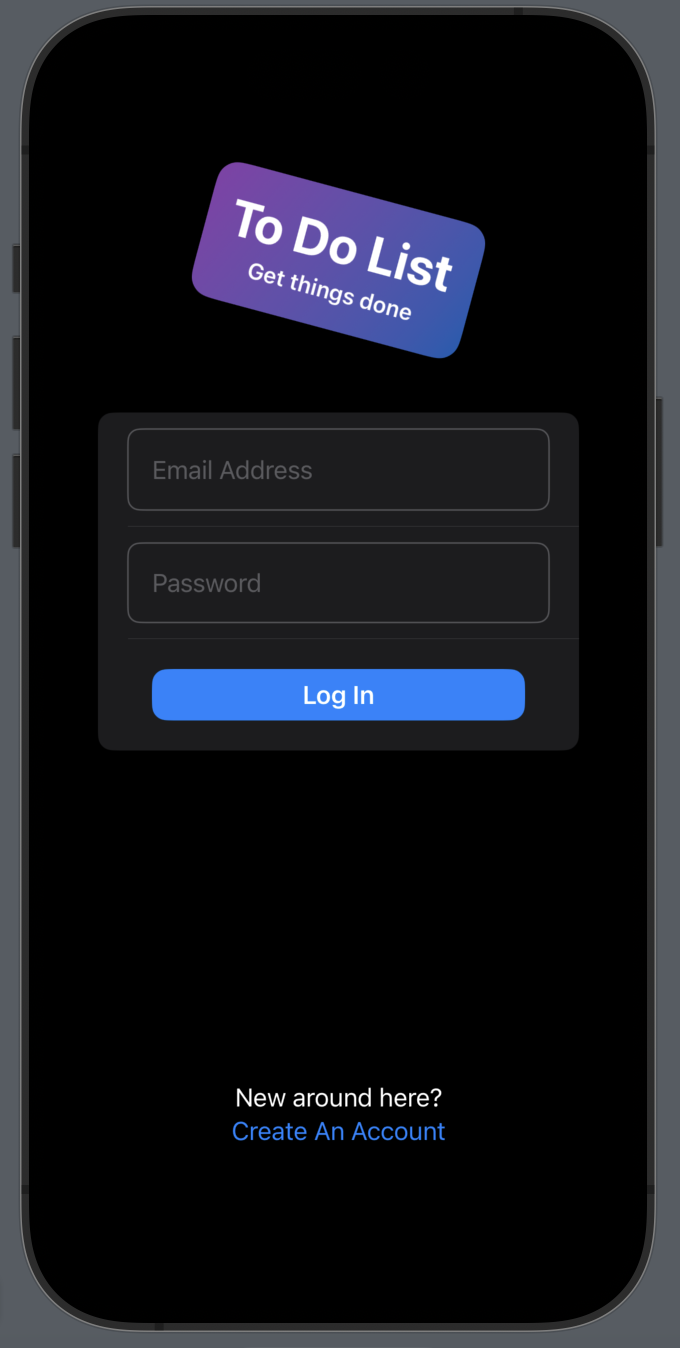 To Do List
Get things done
Email Address
Password
Log In
New around here?
Create An Account